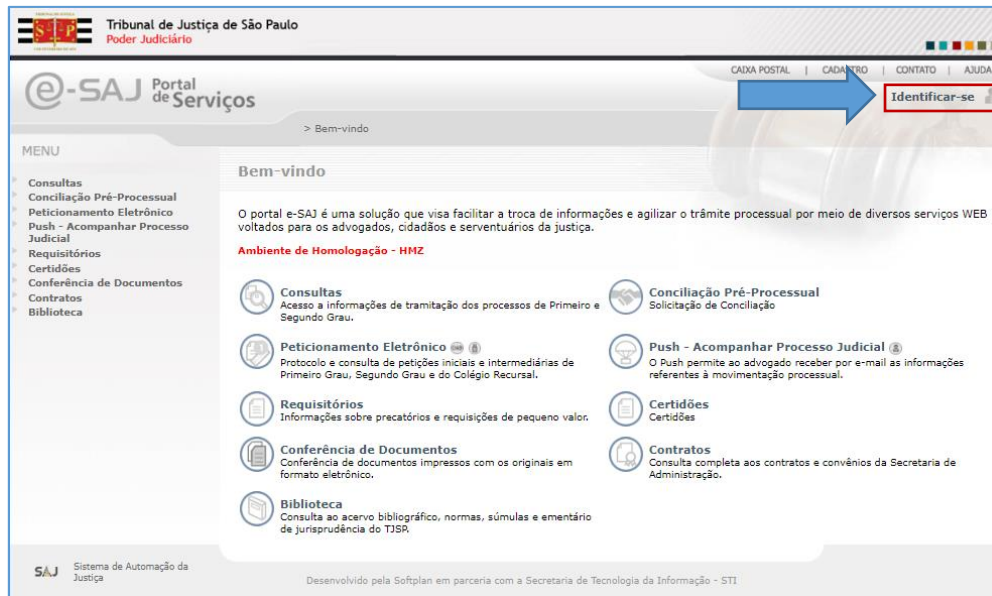 Tribunal de Justiça de São Paulo
Poder Judiciário
CAIXA POSTAL | CADASTRO | CONTATO | AJUDA
e-SAJ Portal de Serviços
Identificar-se
> Bem-vindo
MENU
Consultas
Conciliação Pré-Processual
Peticionamento Eletrônico
Push - Acompanhar Processo
Judicial
Requisitórios
Certidões
Conferência de Documentos
Contratos
Biblioteca
Bem-vindo
O portal e-SAJ é uma solução que visa facilitar a troca de informações e agilizar o trâmite processual por meio de diversos serviços WEB
voltados para os advogados, cidadãos e serventuários da justiça.
Ambiente de Homologação - HMZ
Consultas
Acesso a informações de tramitação dos processos de Primeiro e
Segundo Grau.
Conciliação Pré-Processual
Solicitação de Conciliação
Peticionamento Eletrônico
Protocolo e consulta de petições iniciais e intermediárias de
Primeiro Grau, Segundo Grau e do Colégio Recursal.
Push - Acompanhar Processo Judicial
O Push permite ao advogado receber por e-mail as informações
referentes à movimentação processual.
Requisitórios
Informações sobre precatórios e requisições de pequeno valor.
Certidões
Certidões
Conferência de Documentos
Conferência de documentos impressos com os originais em
formato eletrônico.
Contratos
Consulta completa aos contratos e convênios da Secretaria de
Administração.
Biblioteca
Consulta ao acervo bibliográfico, normas, súmulas e ementário
de jurisprudência do TJSP.
SAJ Sistema de Automação da
Justiça
Desenvolvido pela Softplan em parceria com a Secretaria de Tecnologia da Informação - STI